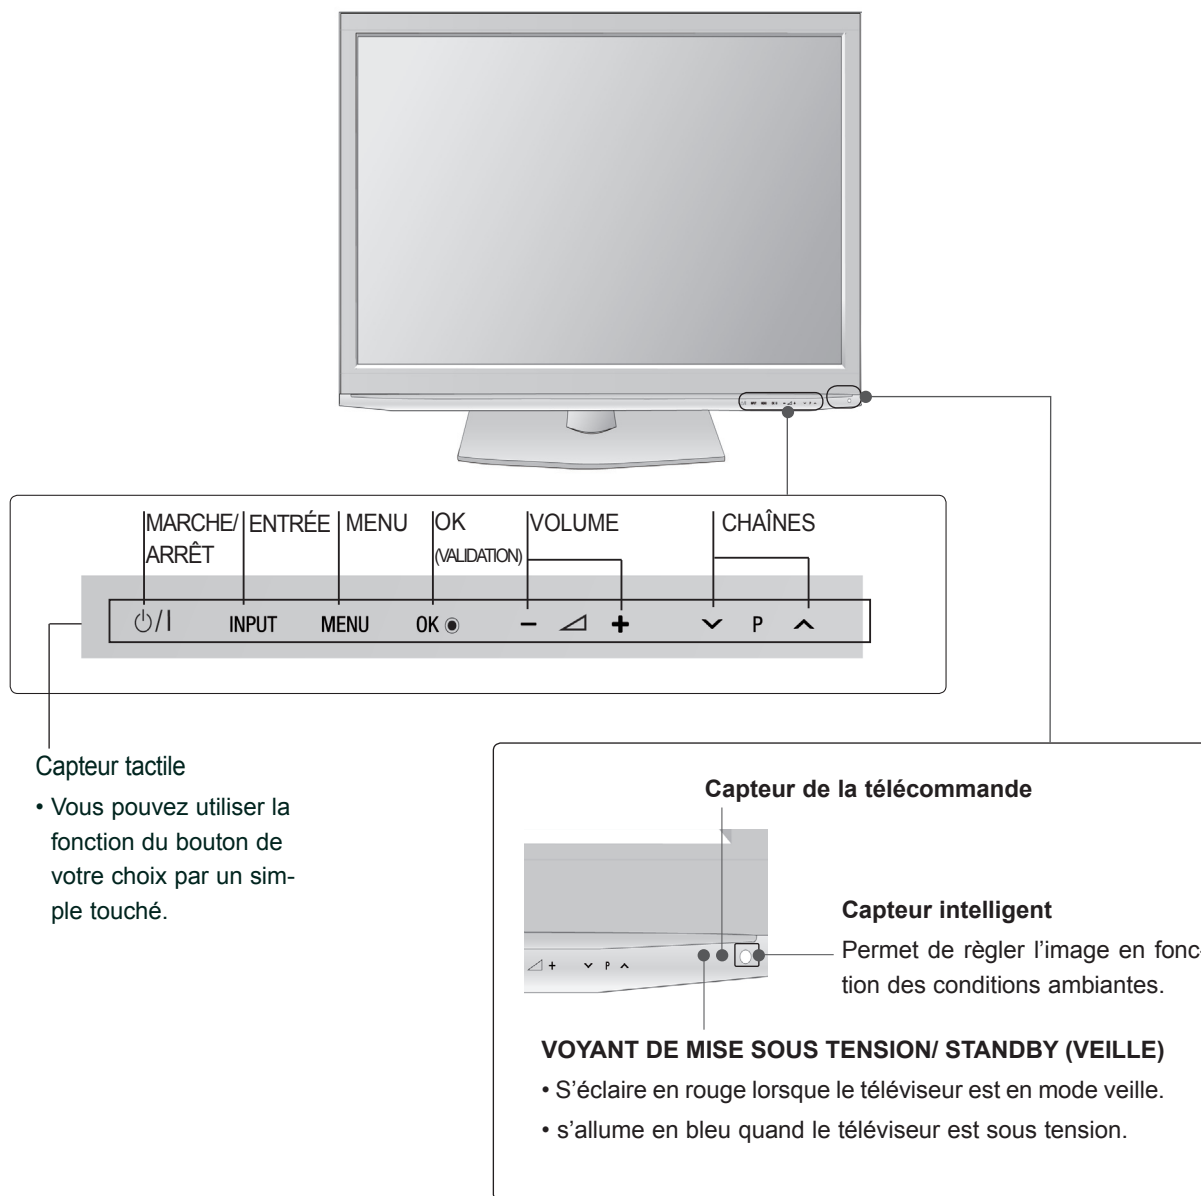 MARCHE/ ENTRÉE MENU OK VOLUME CHAÎNES
ARRÊT (VALIDATION)
⏻/I INPUT MENU OK ◉ - ⊿ + ⌄ P ⌃
Capteur tactile
• Vous pouvez utiliser la
fonction du bouton de
votre choix par un sim-
ple touché.
Capteur de la télécommande
Capteur intelligent
Permet de règler l'image en fonc-
tion des conditions ambiantes.
⊿ + ⌄ P ⌃
VOYANT DE MISE SOUS TENSION/ STANDBY (VEILLE)
• S'éclaire en rouge lorsque le téléviseur est en mode veille.
• s'allume en bleu quand le téléviseur est sous tension.